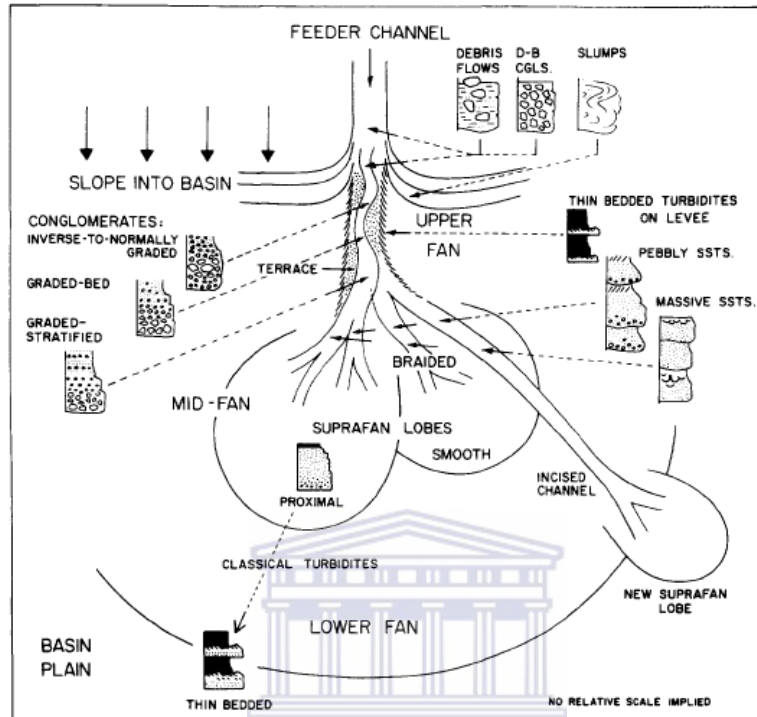 FEEDER CHANNEL
DEBRIS
FLOWS
D-B
CGLS.
SLUMPS
SLOPE INTO BASIN
CONGLOMERATES:
INVERSE-TO-NORMALLY
GRADED
UPPER
FAN
THIN BEDDED TURBIDITES
ON LEVEE
PEBBLY SSTS.
TERRACE
GRADED-BED
MASSIVE SSTS.
GRADED-
STRATIFIED
BRAIDED
MID-FAN
SUPRAFAN LOBES
SMOOTH
PROXIMAL
INCISED
CHANNEL
CLASSICAL TURBIDITES
NEW SUPRAFAN
LOBE
LOWER FAN
BASIN
PLAIN
THIN BEDDED
NO RELATIVE SCALE IMPLIED